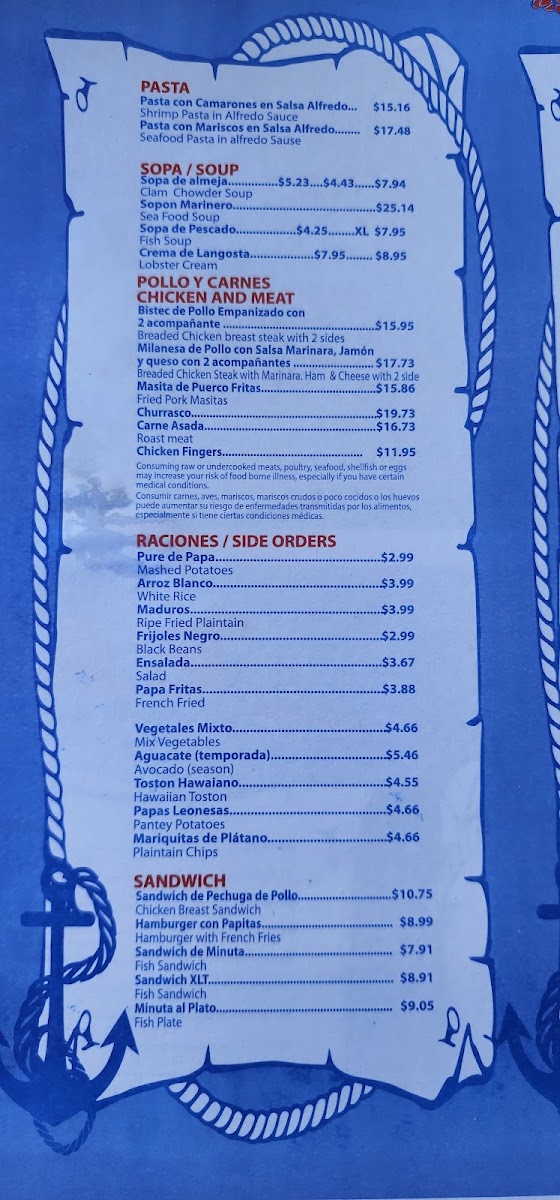 PASTA
Pasta con Camarones en Salsa Alfredo... $15.16
Shrimp Pasta in Alfredo Sauce
Pasta con Mariscos en Salsa Alfredo........ $17.48
Seafood Pasta in alfredo Sause
SOPA / SOUP
Sopa de almeja...............$5.23....$4.43......$7.94
Clam Chowder Soup
Sopon Marinero...........................................$25.14
Sea Food Soup
Sopa de Pescado..................$4.25........XL $7.95
Fish Soup
Crema de Langosta...................$7.95........ $8.95
Lobster Cream
POLLO Y CARNES
CHICKEN AND MEAT
Bistec de Pollo Empanizado con
2 acompañante ..............................................$15.95
Breaded Chicken breast steak with 2 sides
Milanesa de Pollo con Salsa Marinara, Jamón
y queso con 2 acompañantes ........................$17.73
Breaded Chicken Steak with Marinara, Ham & Cheese with 2 side
Masita de Puerco Fritas..................................$15.86
Fried Pork Masitas
Churrasco.......................................................$19.73
Carne Asada....................................................$16.73
Roast meat
Chicken Fingers.......................................... $11.95
Consuming raw or undercooked meats, poultry, seafood, shellfish or eggs
may increase your risk of food borne illness, especially if you have certain
medical conditions.
Consumir carnes, aves, mariscos, mariscos crudos o poco cocidos o los huevos
puede aumentar su riesgo de enfermedades transmitidas por los alimentos,
especialmente si tiene ciertas condiciones médicas.
RACIONES / SIDE ORDERS
Pure de Papa..................................................$2.99
Mashed Potatoes
Arroz Blanco...................................................$3.99
White Rice
Maduros.........................................................$3.99
Ripe Fried Plaintain
Frijoles Negro.................................................$2.99
Black Beans
Ensalada.........................................................$3.67
Salad
Papa Fritas......................................................$3.88
French Fried
Vegetales Mixto..............................................$4.66
Mix Vegetables
Aguacate (temporada)..................................$5.46
Avocado (season)
Toston Hawaiano............................................$4.55
Hawaiian Toston
Papas Leonesas...............................................$4.66
Pantey Potatoes
Mariquitas de Plátano...................................$4.66
Plaintain Chips
SANDWICH
Sandwich de Pechuga de Pollo..........................$10.75
Chicken Breast Sandwich
Hamburger con Papitas..................................... $8.99
Hamburger with French Fries
Sandwich de Minuta.......................................... $7.91
Fish Sandwich
Sandwich XLT..................................................... $8.91
Fish Sandwich
Minuta al Plato.................................................. $9.05
Fish Plate